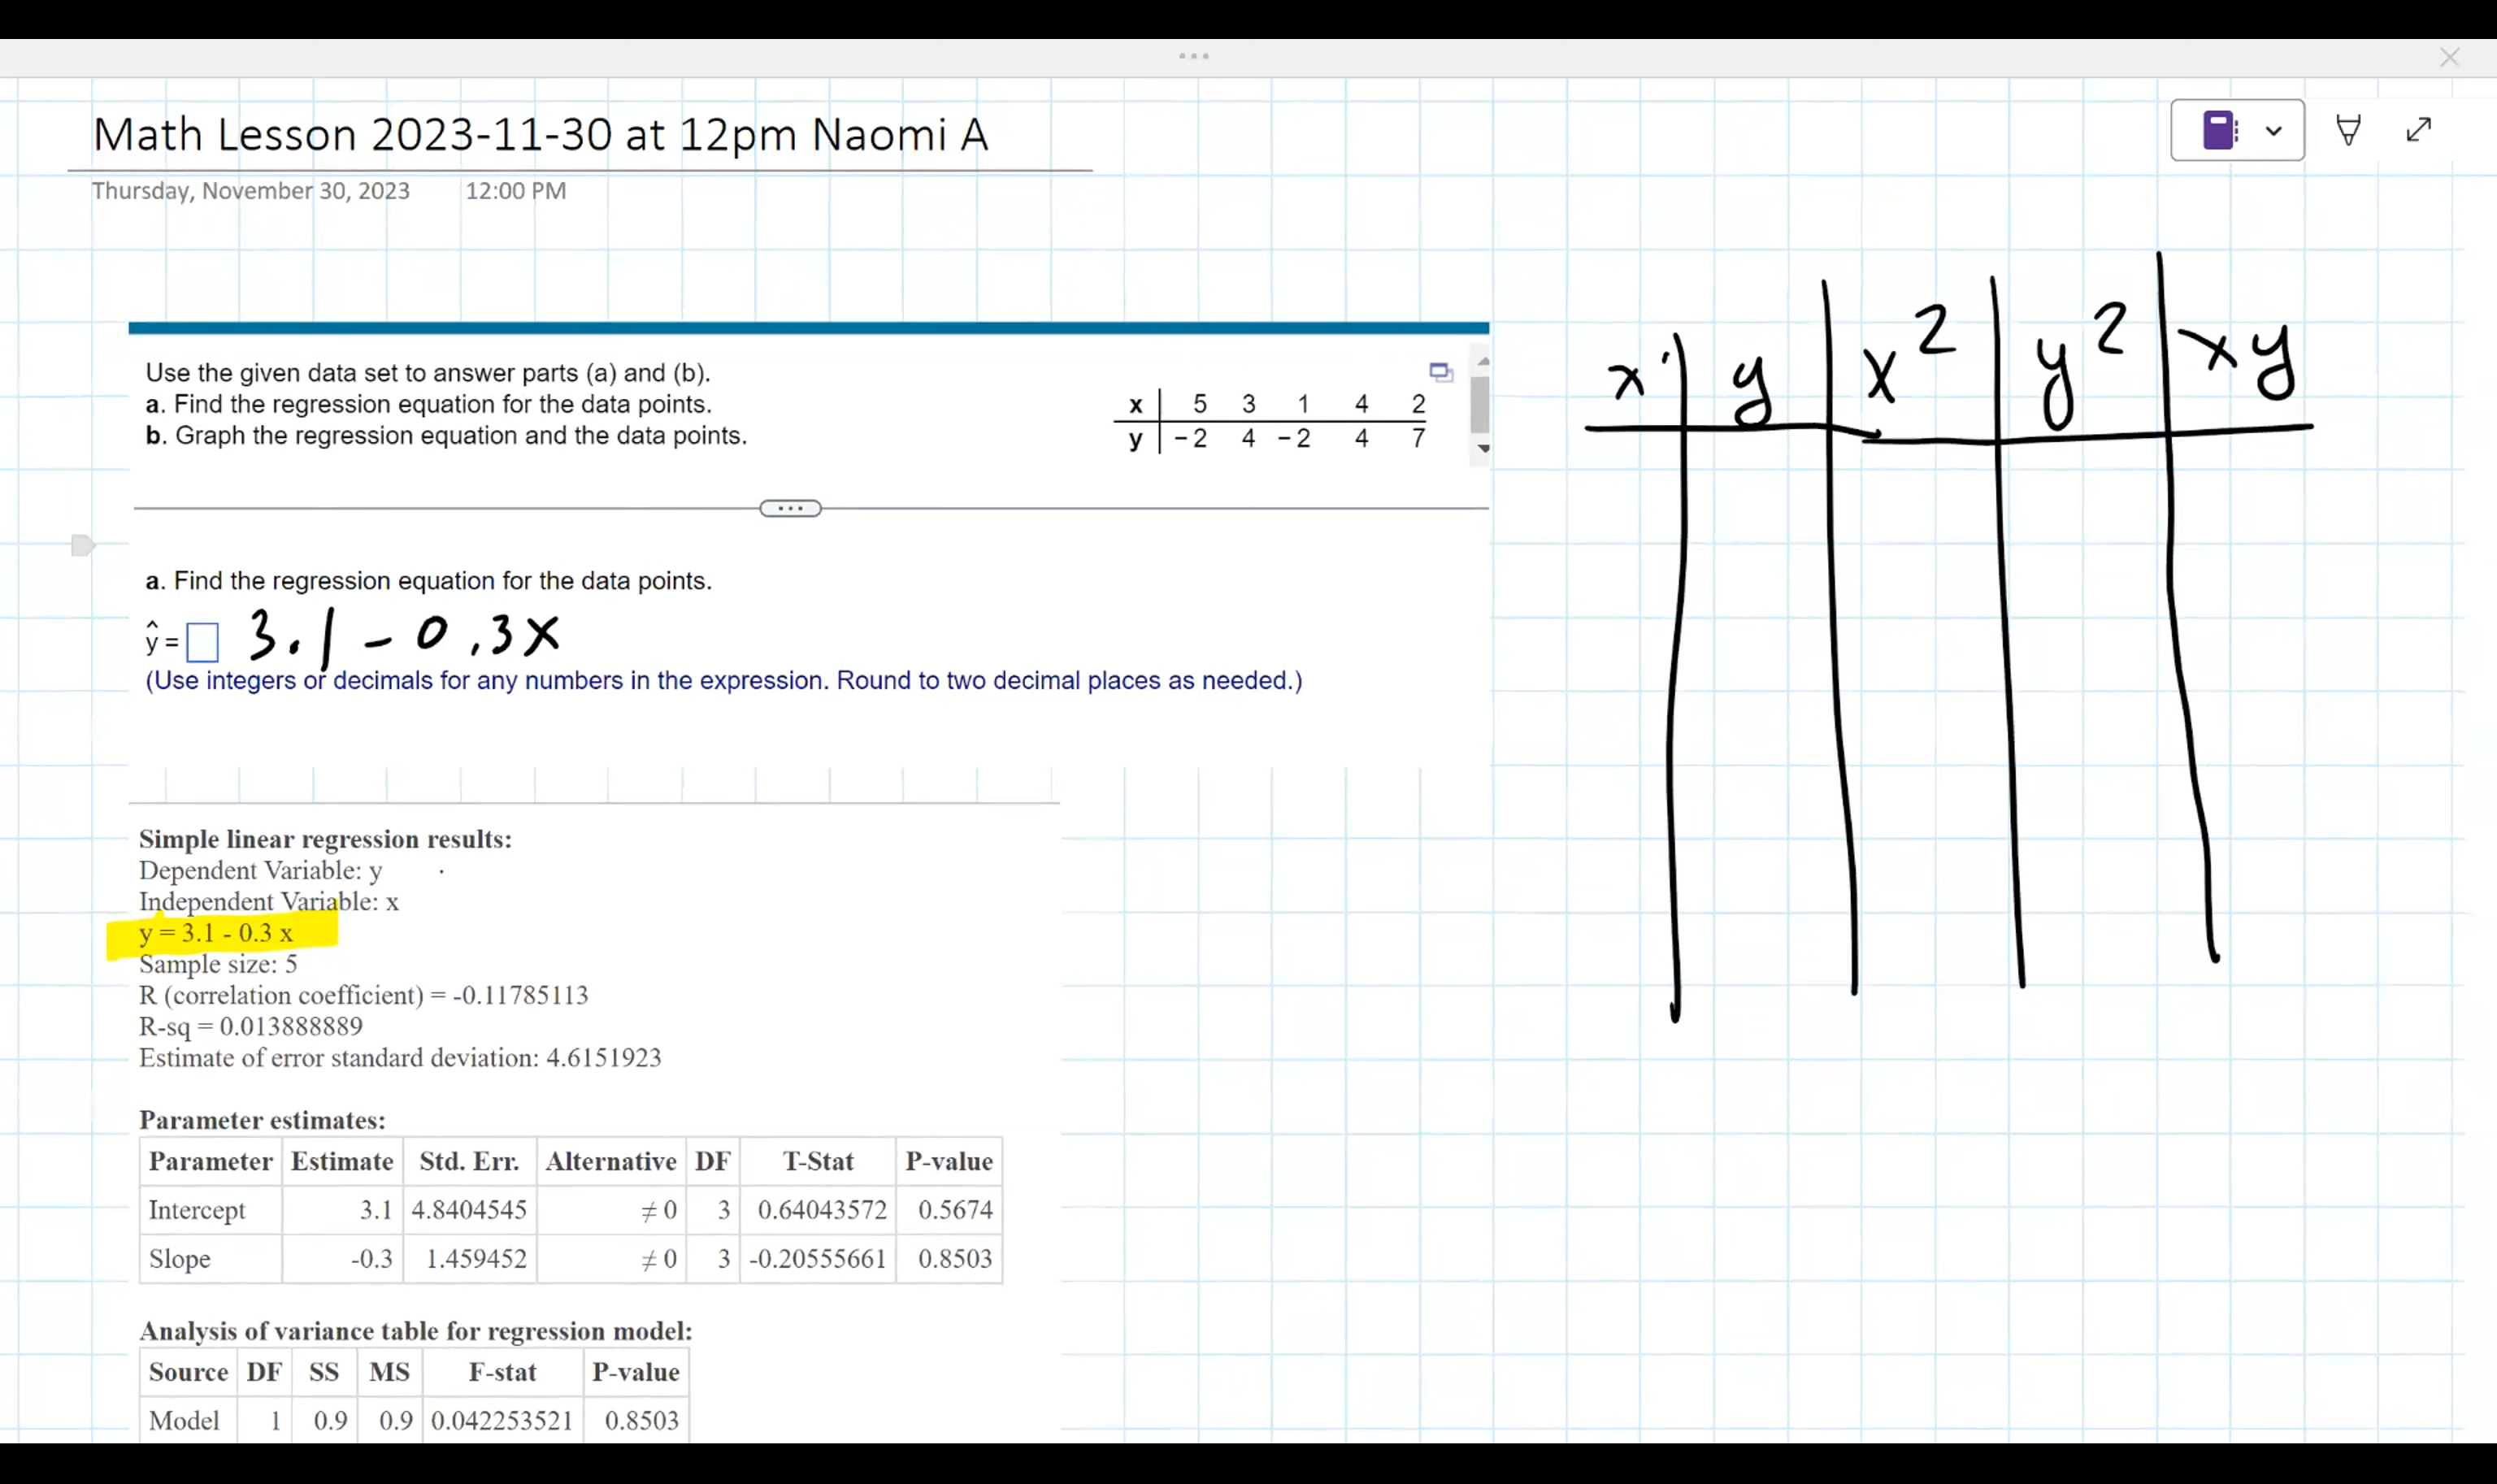 Math Lesson 2023-11-30 at 12pm Naomi A
Thursday, November 30, 2023 12:00 PM
Use the given data set to answer parts (a) and (b).
a. Find the regression equation for the data points.
b. Graph the regression equation and the data points.
x 5 3 1 4 2
y −2 4 −2 4 7
x y x² y² xy
a. Find the regression equation for the data points.
ŷ = 3.1 - 0.3x
(Use integers or decimals for any numbers in the expression. Round to two decimal places as needed.)
Simple linear regression results:
Dependent Variable: y
Independent Variable: x
y = 3.1 - 0.3 x
Sample size: 5
R (correlation coefficient) = -0.11785113
R-sq = 0.013888889
Estimate of error standard deviation: 4.6151923
Parameter estimates:
Parameter Estimate Std. Err. Alternative DF T-Stat P-value
Intercept 3.1 4.8404545 ≠ 0 3 0.64043572 0.5674
Slope -0.3 1.459452 ≠ 0 3 -0.20555661 0.8503
Analysis of variance table for regression model:
Source DF SS MS F-stat P-value
Model 1 0.9 0.9 0.042253521 0.8503